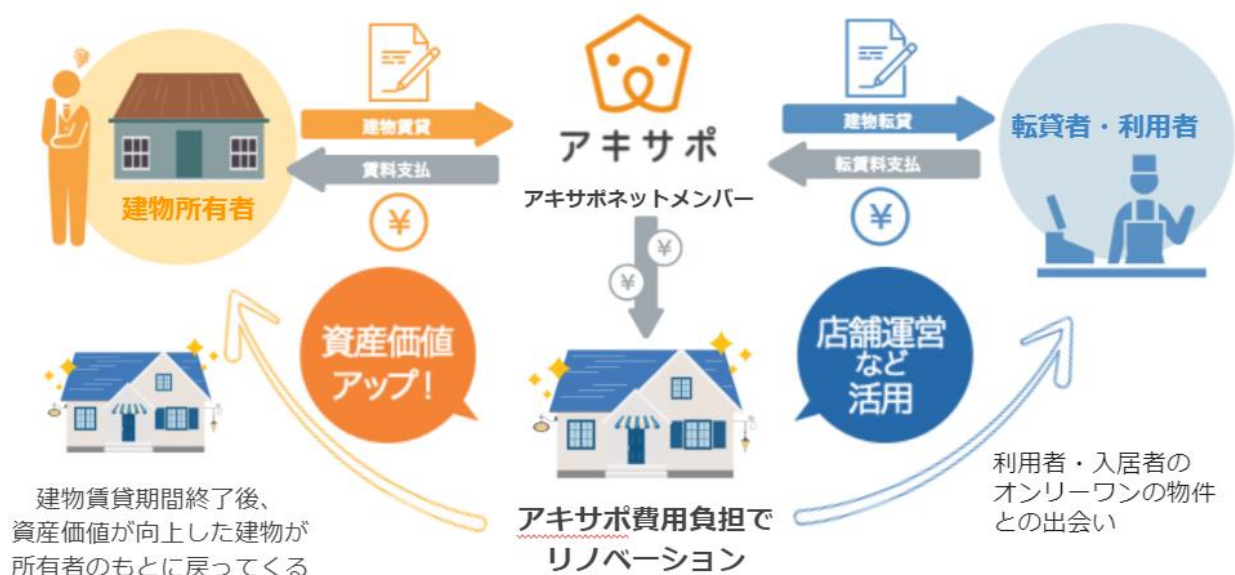 建物賃貸
賃料支払
¥
建物所有者
アキサポ
アキサポネットメンバー
¥
¥
建物転貸
転賃料支払
¥
転貸者・利用者
資産価値
アップ!
店舗運営
など
活用
建物賃貸期間終了後、
資産価値が向上した建物が
所有者のもとに戻ってくる
アキサポ費用負担で
リノベーション
利用者・入居者の
オンリーワンの物件
との出会い